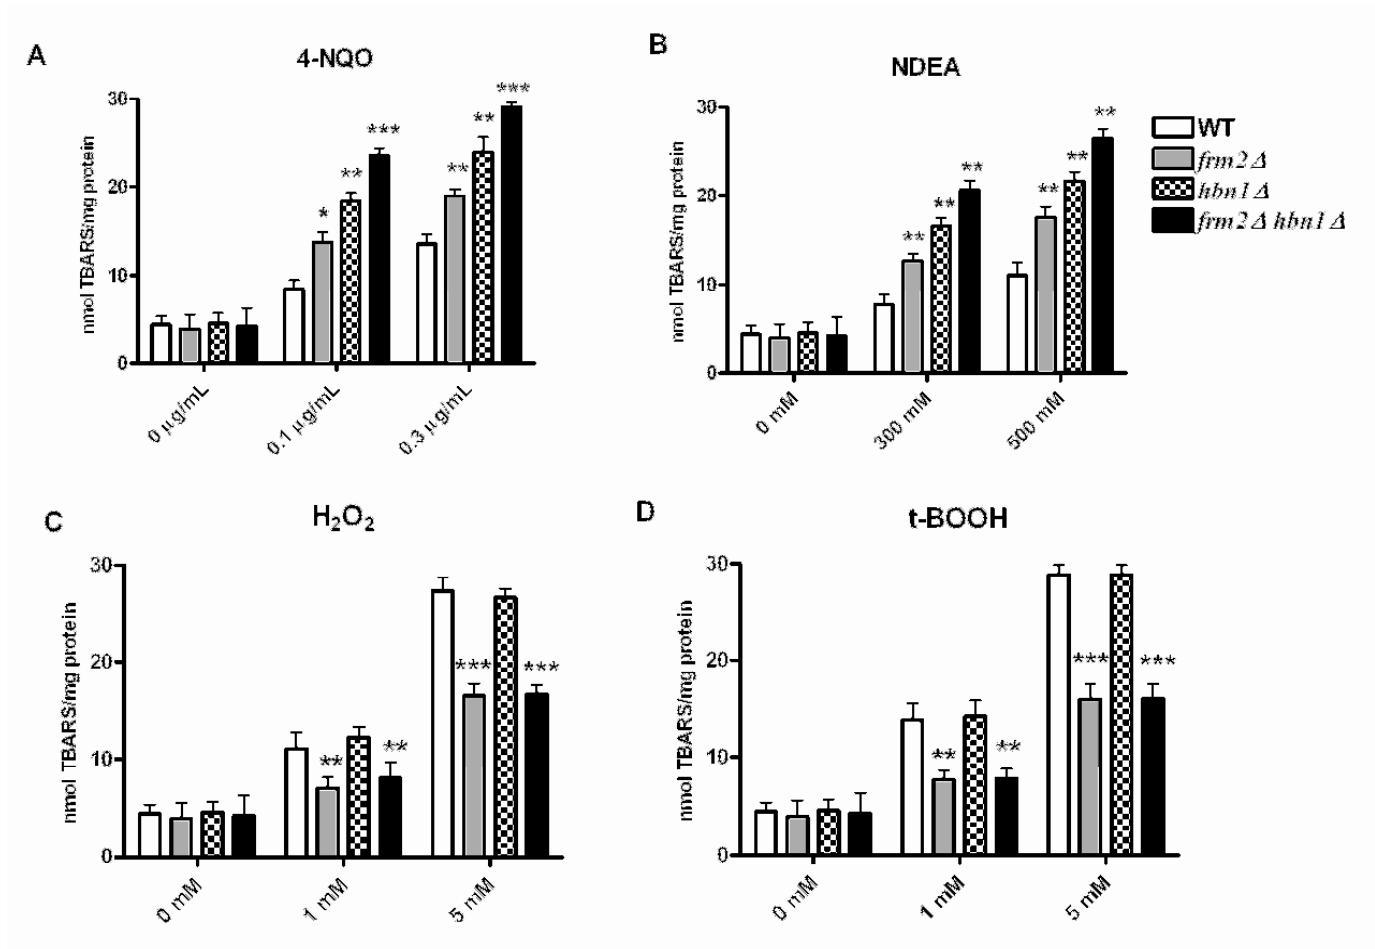 A
4-NQO
nmol TBARS/mg protein
30
20
10
0
*
**
***
**
**
***
0 µg/mL
0.1 µg/mL
0.3 µg/mL
B
NDEA
nmol TBARS/mg protein
30
20
10
0
**
**
**
**
**
**
0 mM
300 mM
500 mM
WT
frm2Δ
hbn1Δ
frm2Δ hbn1Δ
C
H₂O₂
nmol TBARS/mg protein
30
20
10
0
**
**
***
***
0 mM
1 mM
5 mM
D
t-BOOH
nmol TBARS/mg protein
30
20
10
0
**
**
***
***
0 mM
1 mM
5 mM